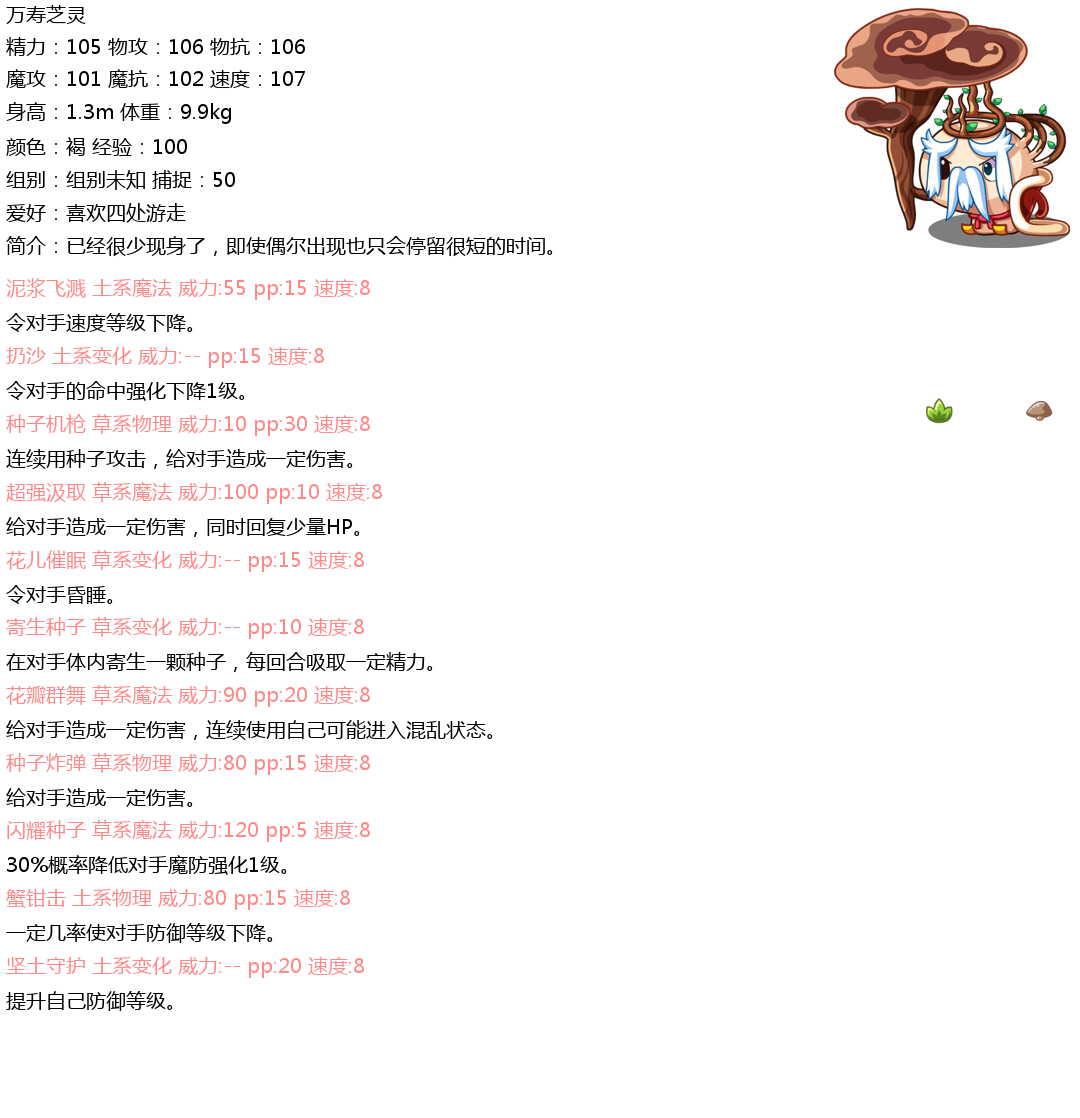 万寿芝灵
精力：105 物攻：106 物抗：106
魔攻：101 魔抗：102 速度：107
身高：1.3m 体重：9.9kg
颜色：褐 经验：100
组别：组别未知 捕捉：50
爱好：喜欢四处游走
简介：已经很少现身了，即使偶尔出现也只会停留很短的时间。
泥浆飞溅 土系魔法 威力:55 pp:15 速度:8
令对手速度等级下降。
扔沙 土系变化 威力:-- pp:15 速度:8
令对手的命中强化下降1级。
种子机枪 草系物理 威力:10 pp:30 速度:8
连续用种子攻击，给对手造成一定伤害。
超强汲取 草系魔法 威力:100 pp:10 速度:8
给对手造成一定伤害，同时回复少量HP。
花儿催眠 草系变化 威力:-- pp:15 速度:8
令对手昏睡。
寄生种子 草系变化 威力:-- pp:10 速度:8
在对手体内寄生一颗种子，每回合吸取一定精力。
花瓣群舞 草系魔法 威力:90 pp:20 速度:8
给对手造成一定伤害，连续使用自己可能进入混乱状态。
种子炸弹 草系物理 威力:80 pp:15 速度:8
给对手造成一定伤害。
闪耀种子 草系魔法 威力:120 pp:5 速度:8
30%概率降低对手魔防强化1级。
蟹钳击 土系物理 威力:80 pp:15 速度:8
一定几率使对手防御等级下降。
坚土守护 土系变化 威力:-- pp:20 速度:8
提升自己防御等级。